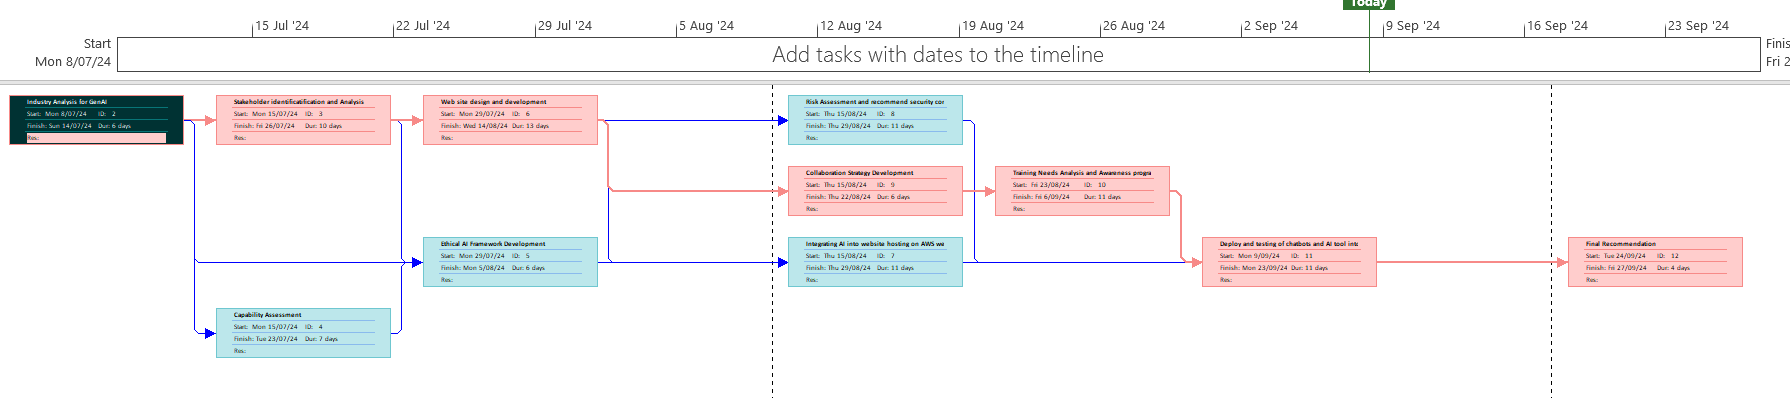 Today
15 Jul '24
22 Jul '24
29 Jul '24
5 Aug '24
12 Aug '24
19 Aug '24
26 Aug '24
2 Sep '24
9 Sep '24
16 Sep '24
23 Sep '24
Start
Mon 8/07/24
Add tasks with dates to the timeline
Finis
Fri 2
Industry Analysis for GenAI
Start: Mon 8/07/24 ID: 2
Finish: Sun 14/07/24 Dur: 6 days
Res:
Stakeholder identificatification and Analysis
Start: Mon 15/07/24 ID: 3
Finish: Fri 26/07/24 Dur: 10 days
Res:
Web site design and development
Start: Mon 29/07/24 ID: 6
Finish: Wed 14/08/24 Dur: 13 days
Res:
Risk Assessment and recommend security cor
Start: Thu 15/08/24 ID: 8
Finish: Thu 29/08/24 Dur: 11 days
Res:
Collaboration Strategy Development
Start: Thu 15/08/24 ID: 9
Finish: Thu 22/08/24 Dur: 6 days
Res:
Training Needs Analysis and Awareness progra
Start: Fri 23/08/24 ID: 10
Finish: Fri 6/09/24 Dur: 11 days
Res:
Ethical AI Framework Development
Start: Mon 29/07/24 ID: 5
Finish: Mon 5/08/24 Dur: 6 days
Res:
Integrating AI into website hosting on AWS we
Start: Thu 15/08/24 ID: 7
Finish: Thu 29/08/24 Dur: 11 days
Res:
Deploy and testing of chatbots and AI tool inte
Start: Mon 9/09/24 ID: 11
Finish: Mon 23/09/24 Dur: 11 days
Res:
Final Recommendation
Start: Tue 24/09/24 ID: 12
Finish: Fri 27/09/24 Dur: 4 days
Res:
Capability Assessment
Start: Mon 15/07/24 ID: 4
Finish: Tue 23/07/24 Dur: 7 days
Res: